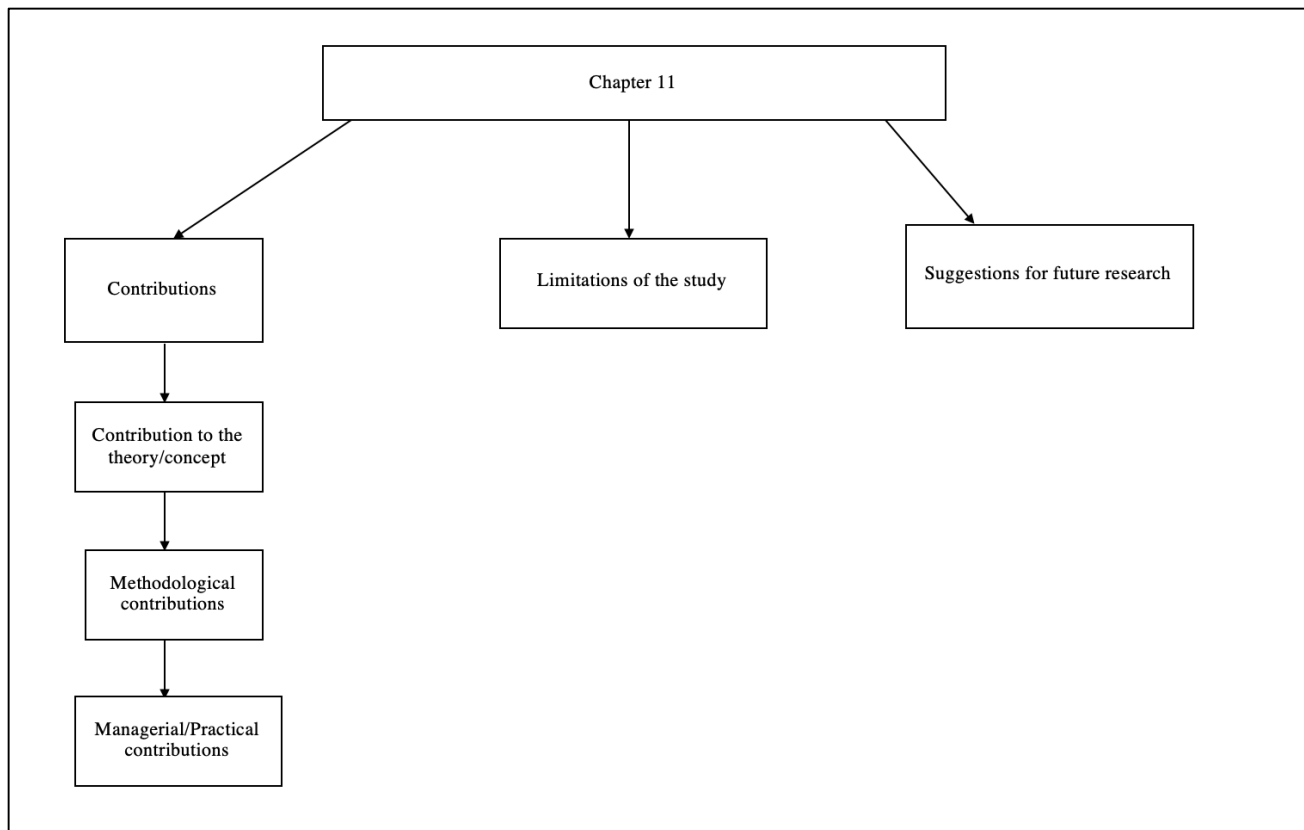 Chapter 11
Contributions
Limitations of the study
Suggestions for future research
Contribution to the
theory/concept
Methodological
contributions
Managerial/Practical
contributions